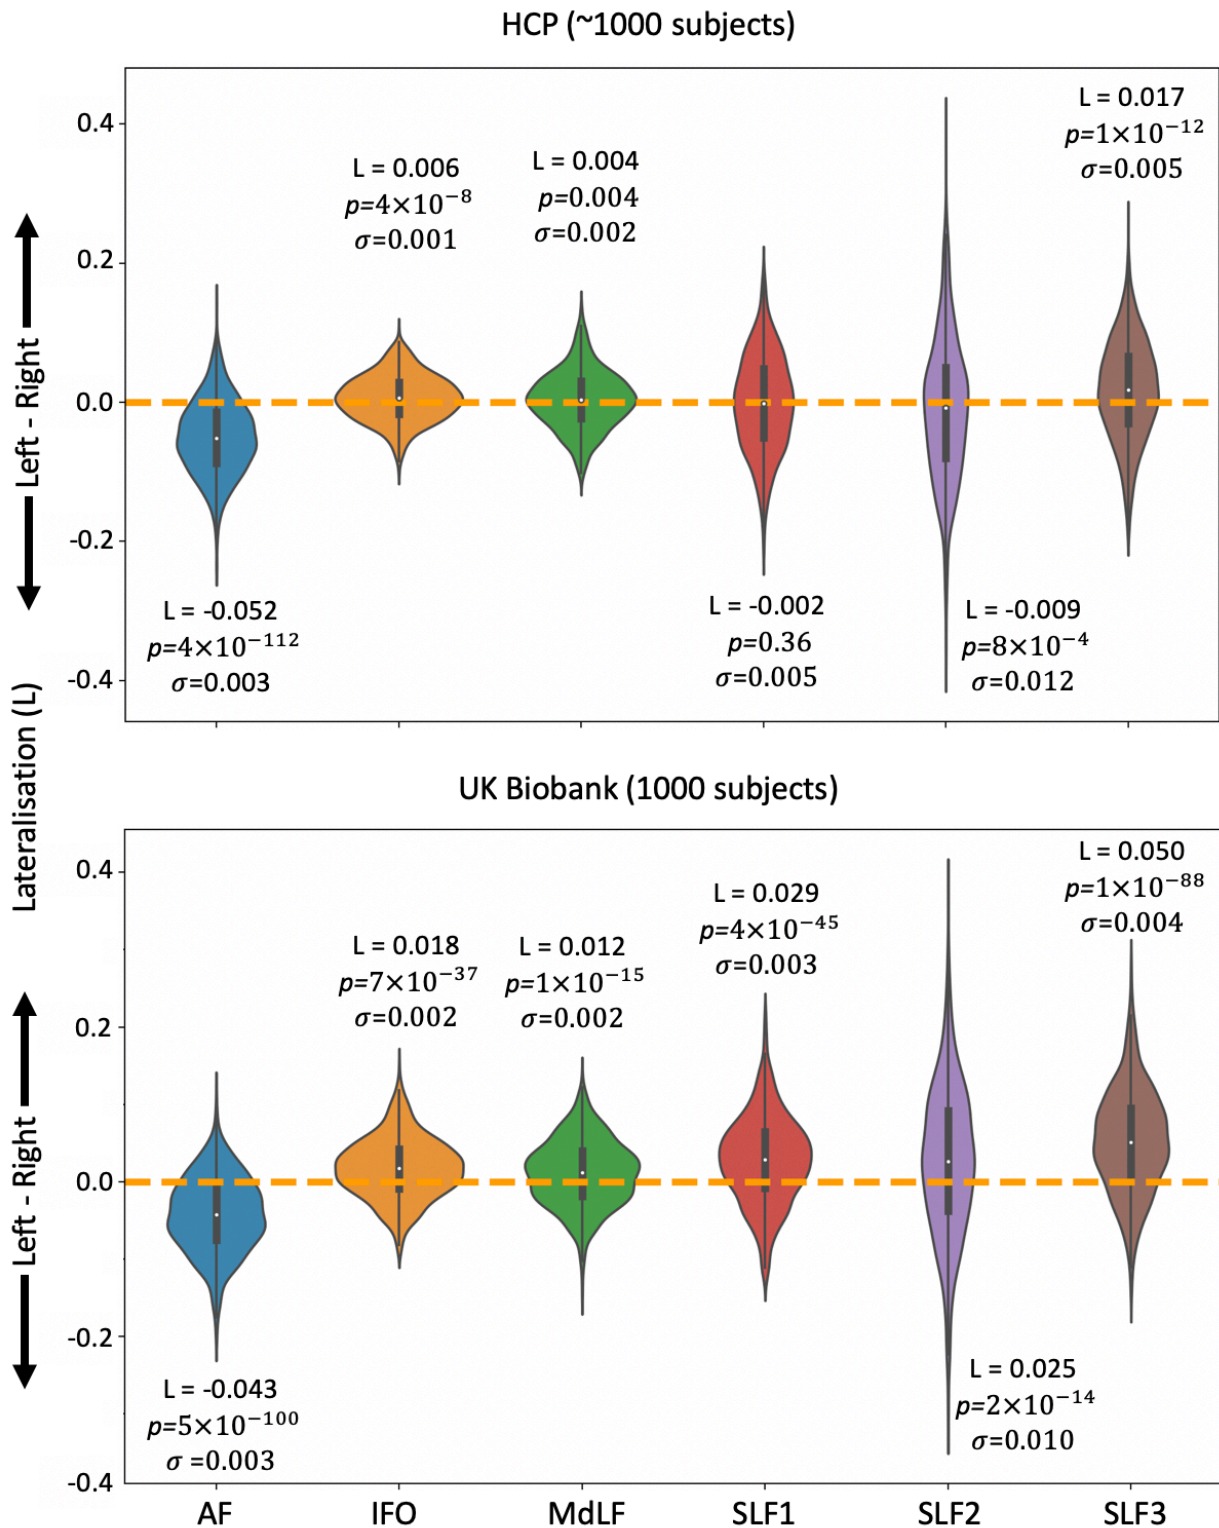 HCP (~1000 subjects)
0.4
0.2
0.0
-0.2
-0.4
Left - Right
L = -0.052
p=4×10⁻¹¹²
σ=0.003
L = 0.006
p=4×10⁻⁸
σ=0.001
L = 0.004
p=0.004
σ=0.002
L = -0.002
p=0.36
σ=0.005
L = -0.009
p=8×10⁻⁴
σ=0.012
L = 0.017
p=1×10⁻¹²
σ=0.005
Lateralisation (L)
UK Biobank (1000 subjects)
0.4
0.2
0.0
-0.2
-0.4
Left - Right
L = -0.043
p=5×10⁻¹⁰⁰
σ =0.003
L = 0.018
p=7×10⁻³⁷
σ=0.002
L = 0.012
p=1×10⁻¹⁵
σ=0.002
L = 0.029
p=4×10⁻⁴⁵
σ=0.003
L = 0.025
p=2×10⁻¹⁴
σ=0.010
L = 0.050
p=1×10⁻⁸⁸
σ=0.004
AF IFO MdLF SLF1 SLF2 SLF3